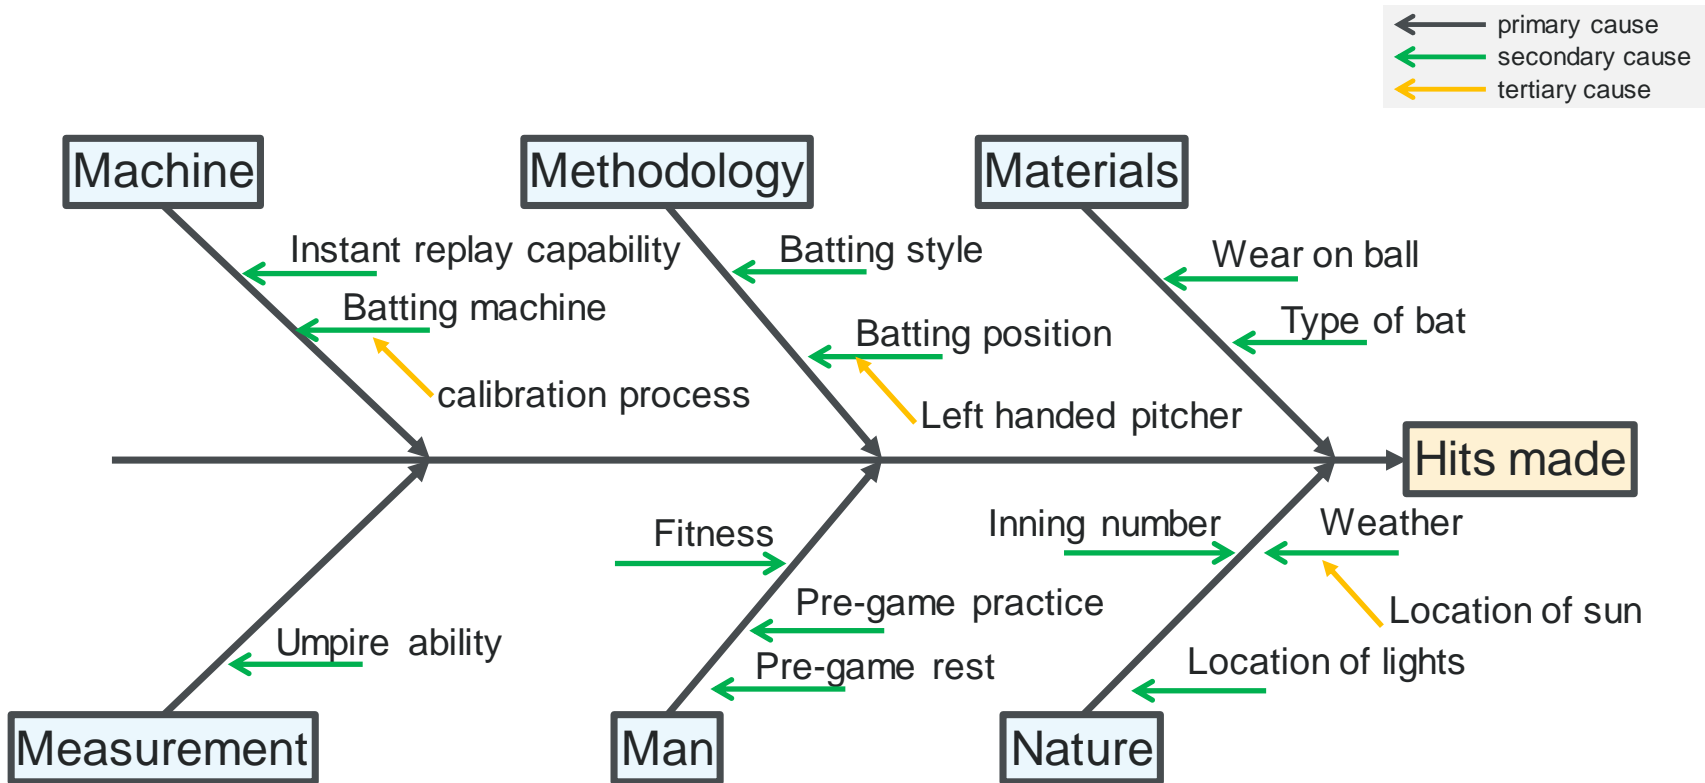 primary cause
secondary cause
tertiary cause
Machine
Methodology
Materials
Instant replay capability
Batting style
Wear on ball
Batting machine
Batting position
Type of bat
calibration process
Left handed pitcher
Hits made
Fitness
Inning number
Weather
Pre-game practice
Location of sun
Umpire ability
Pre-game rest
Location of lights
Measurement
Man
Nature